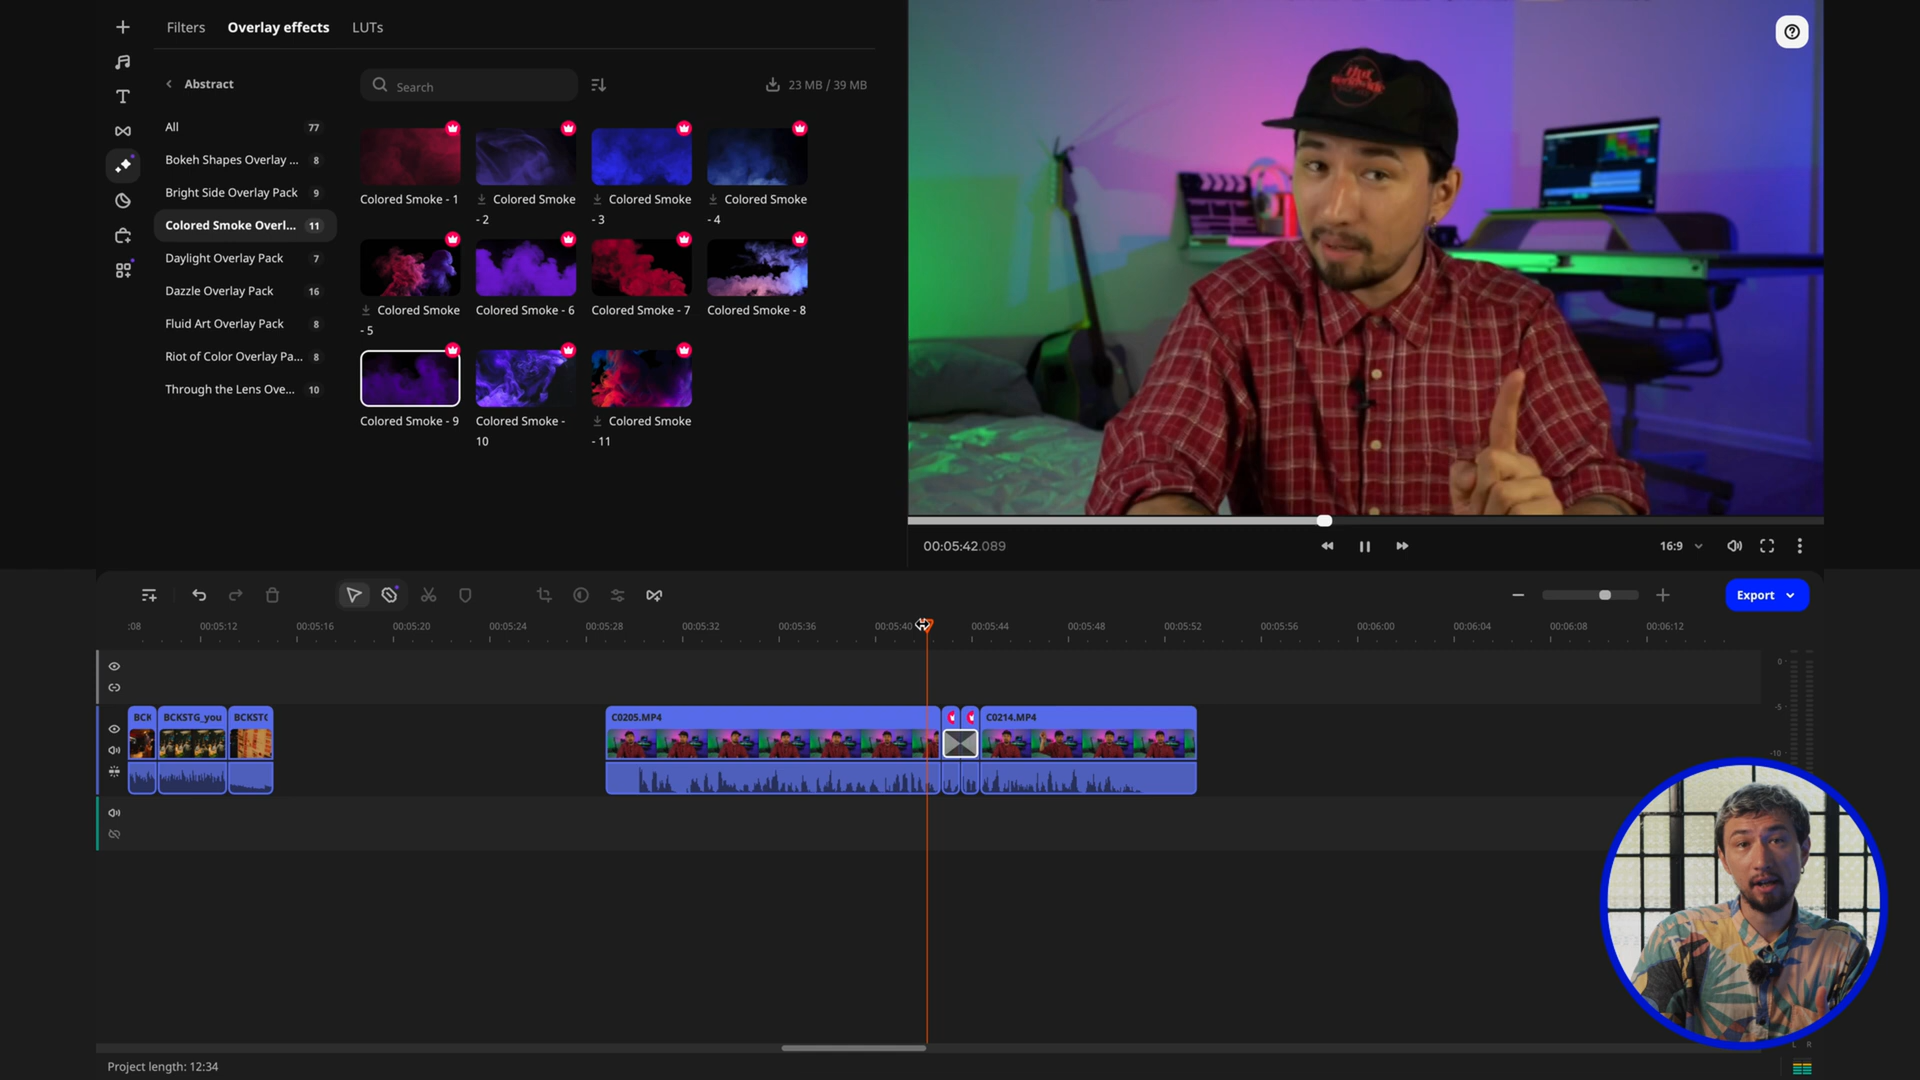 Filters Overlay effects LUTs
Abstract
Search
23 MB / 39 MB
All 77
Bokeh Shapes Overlay ... 8
Bright Side Overlay Pack 9
Colored Smoke Overl... 11
Daylight Overlay Pack 7
Dazzle Overlay Pack 16
Fluid Art Overlay Pack 8
Riot of Color Overlay Pa... 8
Through the Lens Ove... 10
Colored Smoke - 1
Colored Smoke
- 2
Colored Smoke
- 3
Colored Smoke
- 4
Colored Smoke
- 5
Colored Smoke - 6
Colored Smoke - 7
Colored Smoke - 8
Colored Smoke - 9
Colored Smoke -
10
Colored Smoke
- 11
00:05:42.089
16:9
Export
:08 00:05:12 00:05:16 00:05:20 00:05:24 00:05:28 00:05:32 00:05:36 00:05:40 00:05:44 00:05:48 00:05:52 00:05:56 00:06:00 00:06:04 00:06:08 00:06:12
BCK BCKSTG_you BCKST
C0205.MP4 C0214.MP4
0
-5
-10
L R
Project length: 12:34